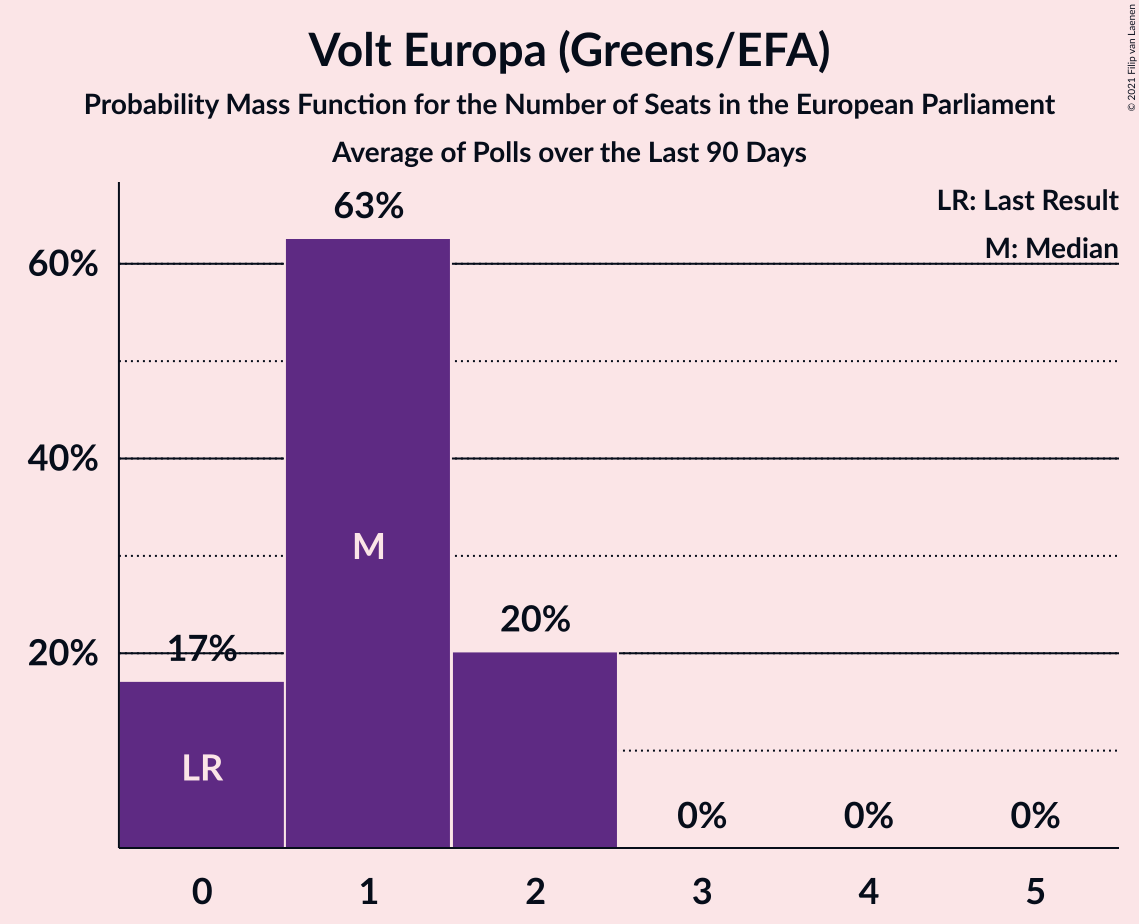 Volt Europa (Greens/EFA)
Probability Mass Function for the Number of Seats in the European Parliament
Average of Polls over the Last 90 Days
© 2021 Filip van Laenen
LR: Last Result
M: Median
63%
60%
40%
M
20%
20%
17%
LR
0%
0%
0%
0
1
2
3
4
5